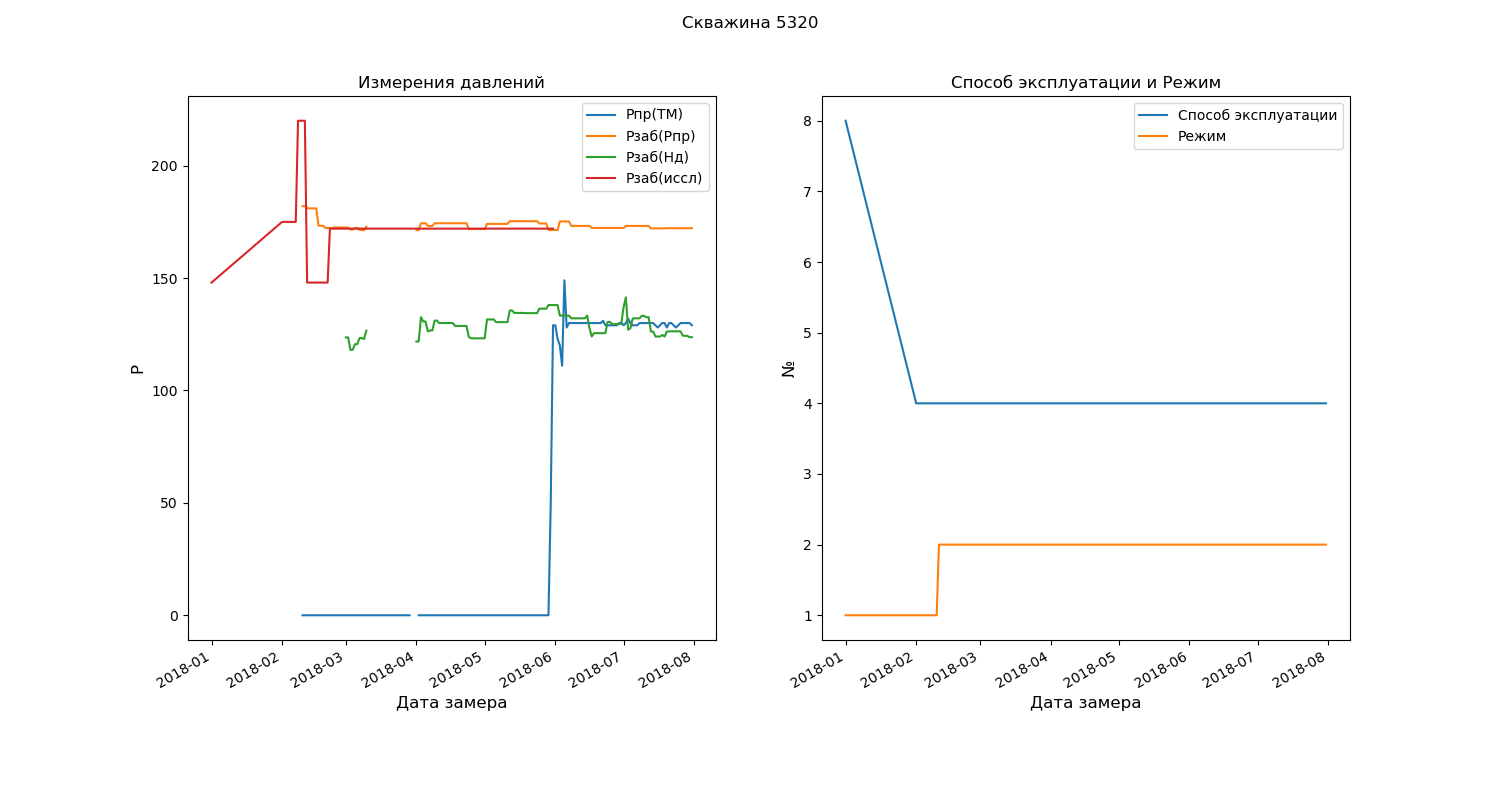 Скважина 5320
Измерения давлений
Рпр(ТМ)
Рзаб(Рпр)
Рзаб(Нд)
Рзаб(иссл)
200
150
100
50
0
Р
2018-01
2018-02
2018-03
2018-04
2018-05
2018-06
2018-07
2018-08
Дата замера
Способ эксплуатации и Режим
Способ эксплуатации
Режим
8
7
6
5
4
3
2
1
№
2018-01
2018-02
2018-03
2018-04
2018-05
2018-06
2018-07
2018-08
Дата замера